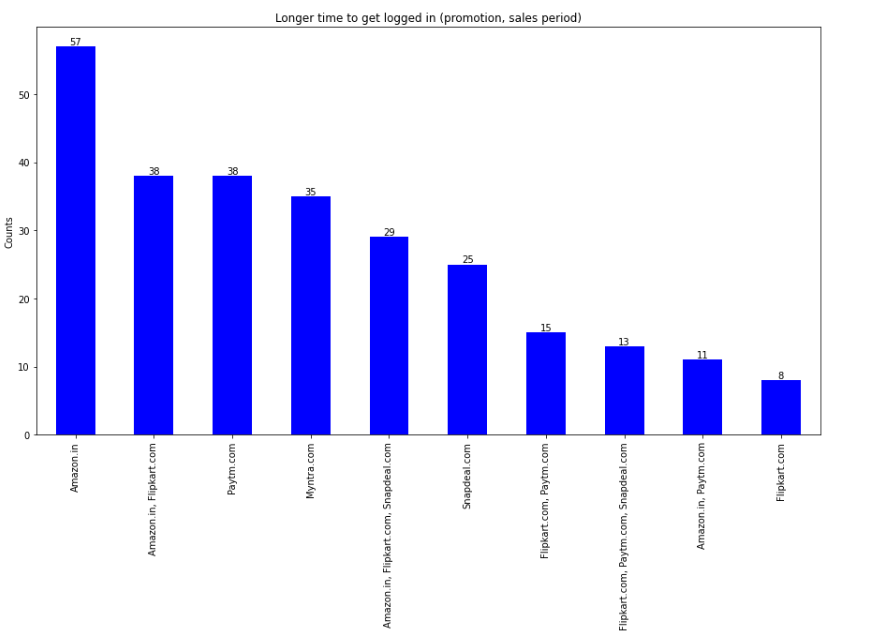 Longer time to get logged in (promotion, sales period)
Counts
50
40
30
20
10
0
57
38
38
35
29
25
15
13
11
8
Amazon.in
Amazon.in, Flipkart.com
Paytm.com
Myntra.com
Amazon.in, Flipkart.com, Snapdeal.com
Snapdeal.com
Flipkart.com, Paytm.com
Flipkart.com, Paytm.com, Snapdeal.com
Amazon.in, Paytm.com
Flipkart.com